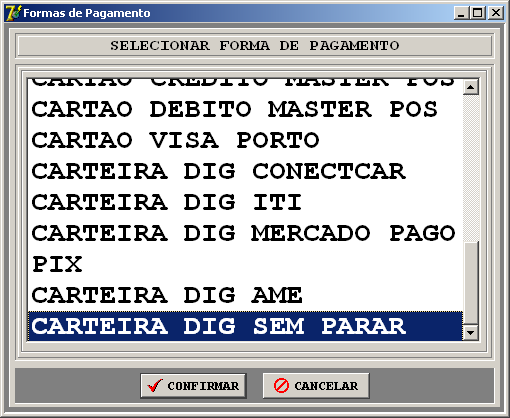 Formas de Pagamento
SELECIONAR FORMA DE PAGAMENTO
CARTAO CREDITO MASTER POS
CARTAO DEBITO MASTER POS
CARTAO VISA PORTO
CARTEIRA DIG CONECTCAR
CARTEIRA DIG ITI
CARTEIRA DIG MERCADO PAGO
PIX
CARTEIRA DIG AME
CARTEIRA DIG SEM PARAR
CONFIRMAR CANCELAR